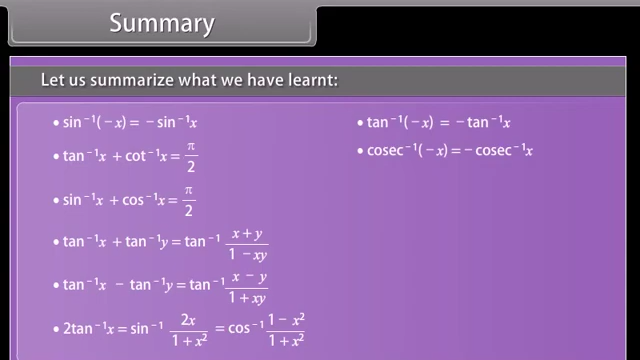 Summary
Let us summarize what we have learnt:
• sin⁻¹(−x) = −sin⁻¹x
• tan⁻¹x + cot⁻¹x = π/2
• sin⁻¹x + cos⁻¹x = π/2
• tan⁻¹x + tan⁻¹y = tan⁻¹ (x + y)/(1 − xy)
• tan⁻¹x − tan⁻¹y = tan⁻¹ (x − y)/(1 + xy)
• 2tan⁻¹x = sin⁻¹ 2x/(1 + x²) = cos⁻¹ (1 − x²)/(1 + x²)
• tan⁻¹(−x) = −tan⁻¹x
• cosec⁻¹(−x) = −cosec⁻¹x